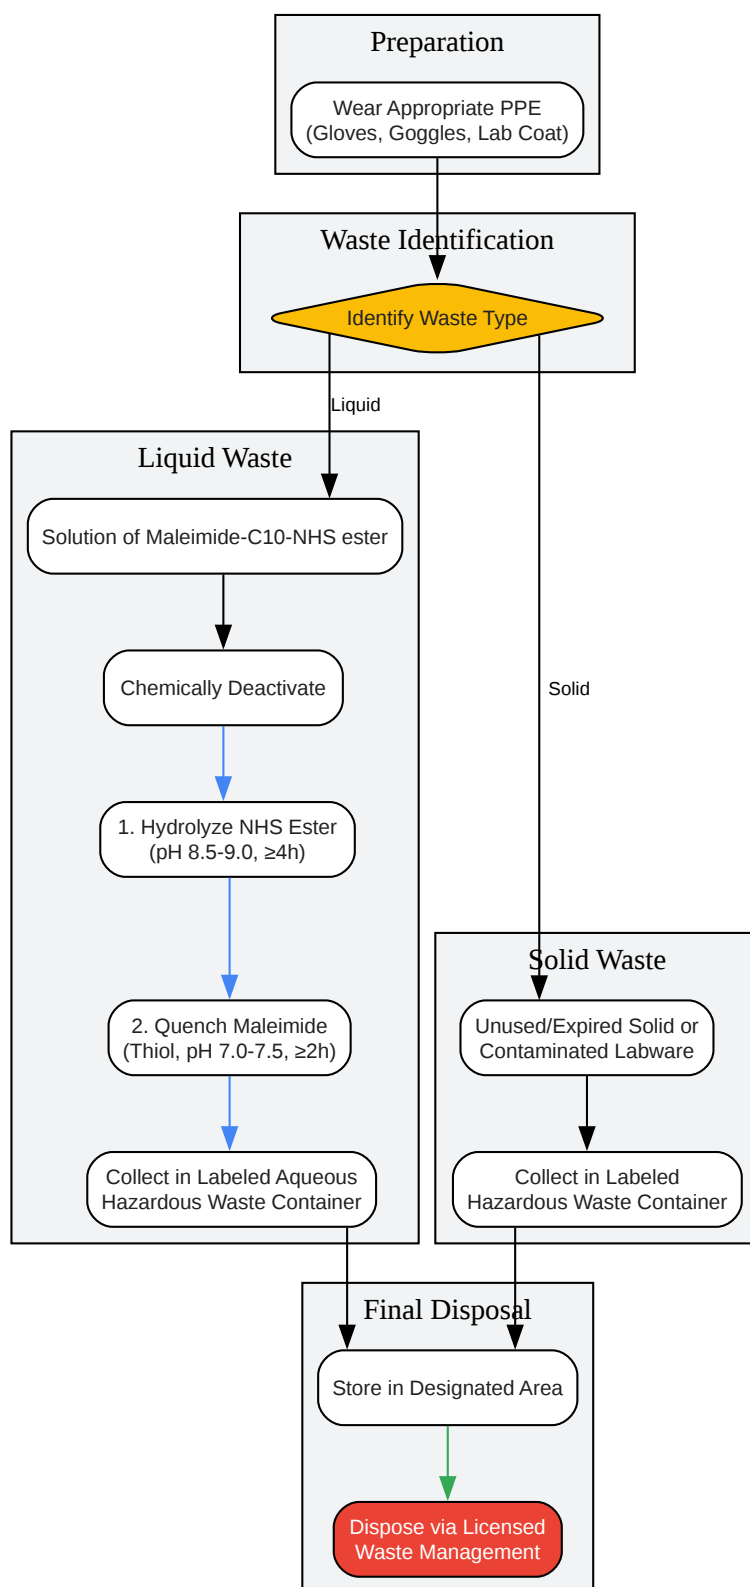 Preparation
Wear Appropriate PPE
(Gloves, Goggles, Lab Coat)
Waste Identification
Identify Waste Type
Liquid
Liquid Waste
Solution of Maleimide-C10-NHS ester
Chemically Deactivate
1. Hydrolyze NHS Ester
(pH 8.5-9.0, ≥4h)
2. Quench Maleimide
(Thiol, pH 7.0-7.5, ≥2h)
Collect in Labeled Aqueous
Hazardous Waste Container
Solid
Solid Waste
Unused/Expired Solid or
Contaminated Labware
Collect in Labeled
Hazardous Waste Container
Final Disposal
Store in Designated Area
Dispose via Licensed
Waste Management